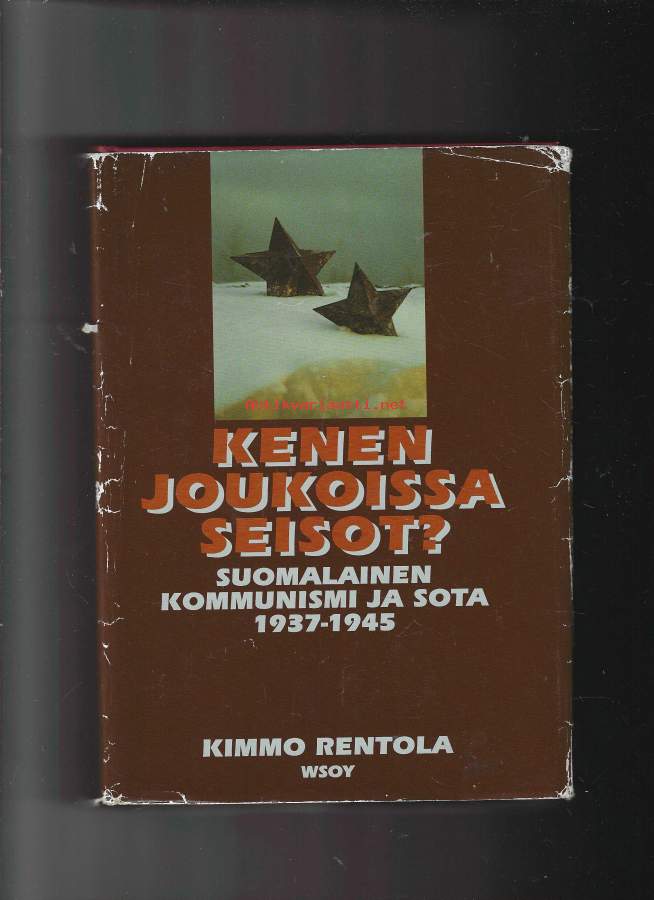 Antikvariaatti.net
KENEN
JOUKOISSA
SEISOT?
SUOMALAINEN
KOMMUNISMI JA SOTA
1937-1945
KIMMO RENTOLA
WSOY